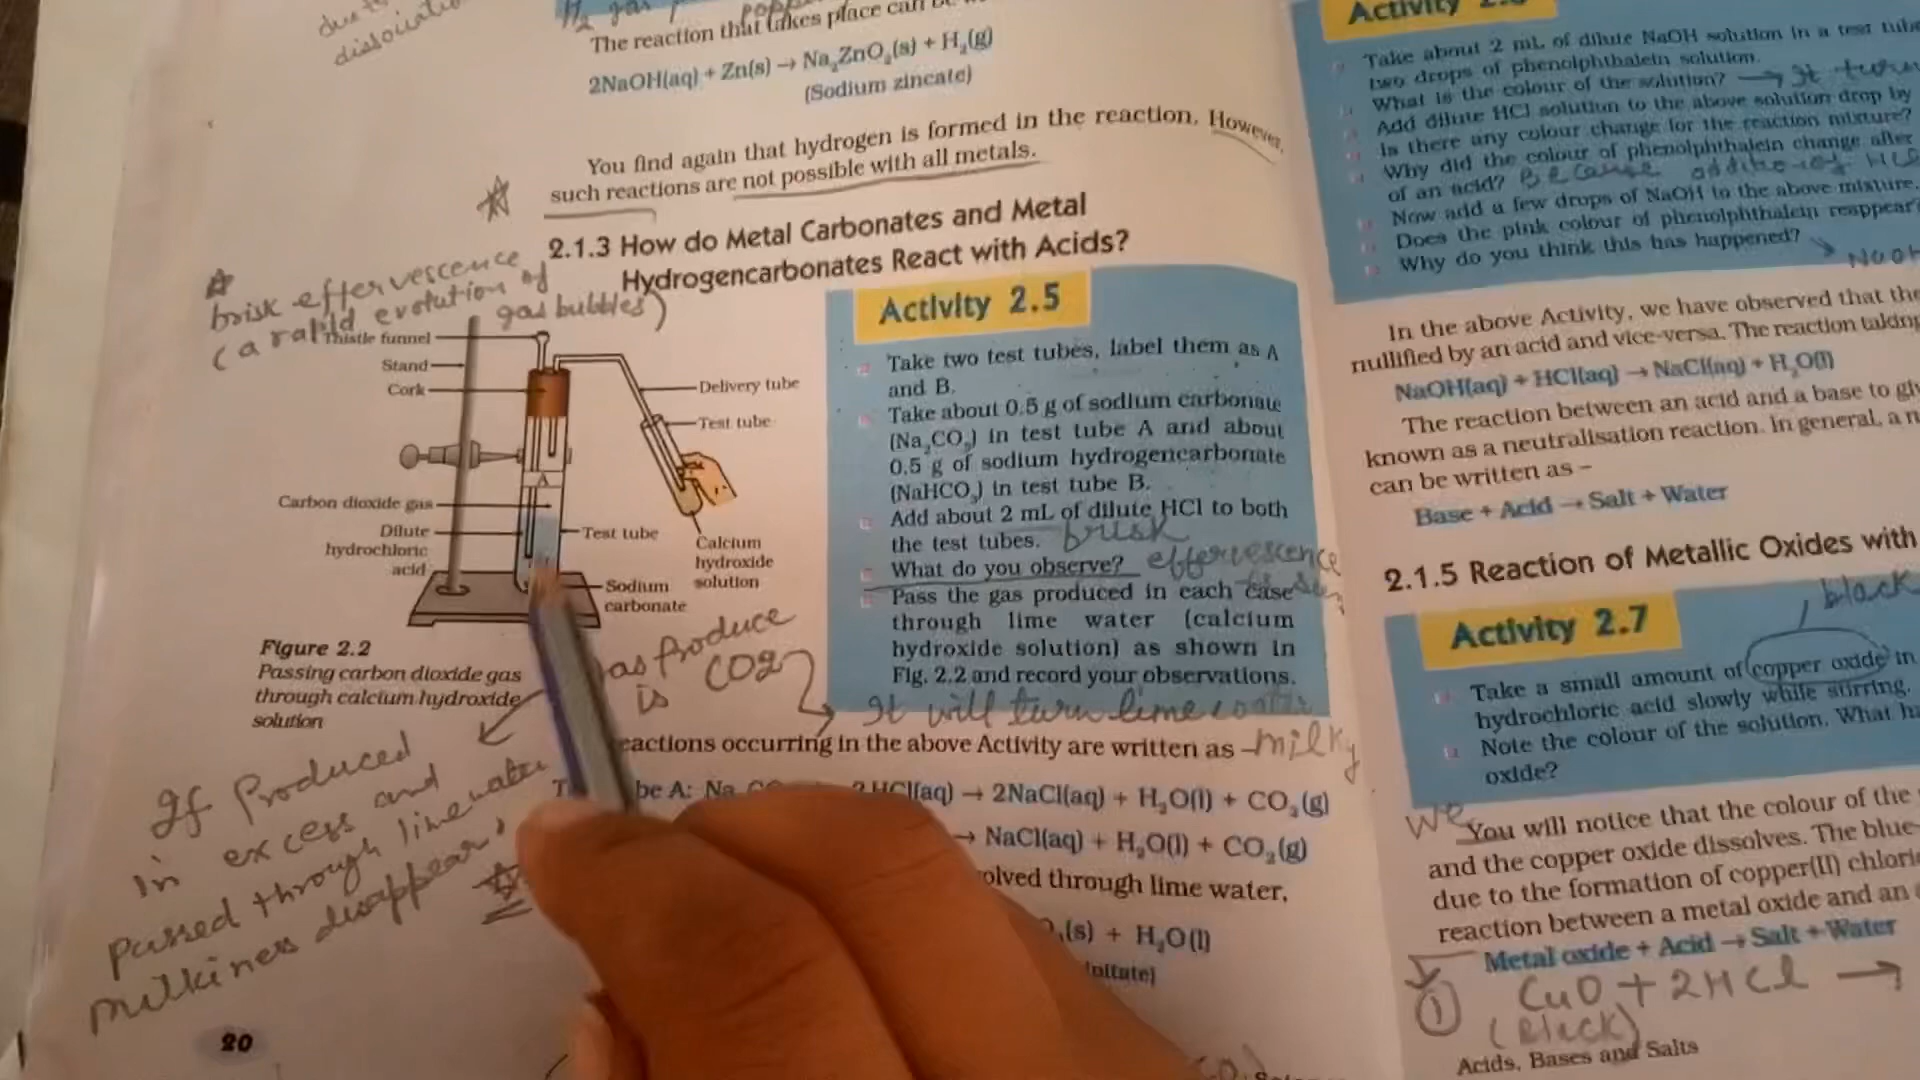 due to
dissociation
H₂ gas
The reaction that takes place can be
2NaOH(aq) + Zn(s) → Na₂ZnO₂(s) + H₂(g)
(Sodium zincate)
You find again that hydrogen is formed in the reaction. However,
such reactions are not possible with all metals.
2.1.3 How do Metal Carbonates and Metal
Hydrogencarbonates React with Acids?
brisk effervescence
(a rapid evolution of
gas bubbles)
Thistle funnel
Stand
Cork
Delivery tube
Test tube
A
Carbon dioxide gas
Dilute
hydrochloric
acid
Test tube
Calcium
hydroxide
solution
Sodium
carbonate
Figure 2.2
Passing carbon dioxide gas
through calcium hydroxide
solution
gas Produce
is CO2
If Produced
in excess and
passed through lime water
milkiness disappear
20
Activity 2.5
Take two test tubes, label them as A
and B.
Take about 0.5 g of sodium carbonate
(Na₂CO₃) in test tube A and about
0.5 g of sodium hydrogencarbonate
(NaHCO₃) in test tube B.
Add about 2 mL of dilute HCl to both
the test tubes. brisk
What do you observe? effervescence
Pass the gas produced in each case
through lime water (calcium
hydroxide solution) as shown in
Fig. 2.2 and record your observations.
It will turn lime water
eactions occurring in the above Activity are written as milky
be A: Na 2HCl(aq) → 2NaCl(aq) + H₂O(l) + CO₂(g)
→ NaCl(aq) + H₂O(l) + CO₂(g)
olved through lime water,
(s) + H₂O(l)
Activity
Take about 2 mL of dilute NaOH solution in a test tube
two drops of phenolphthalein solution.
What is the colour of the solution? → It turn
Add dilute HCl solution to the above solution drop by
Is there any colour change for the reaction mixture?
Why did the colour of phenolphthalein change after
of an acid? Because addition of HCl
Now add a few drops of NaOH to the above mixture.
Does the pink colour of phenolphthalein reappear
Why do you think this has happened?
NaOH
In the above Activity, we have observed that the
nullified by an acid and vice-versa. The reaction taking
NaOH(aq) + HCl(aq) → NaCl(aq) + H₂O(l)
The reaction between an acid and a base to
known as a neutralisation reaction. In general, a
can be written as –
Base + Acid → Salt + Water
2.1.5 Reaction of Metallic Oxides with
black
Activity 2.7
Take a small amount of copper oxide in
hydrochloric acid slowly while stirring.
Note the colour of the solution. What
oxide?
We
You will notice that the colour of the
and the copper oxide dissolves. The blue-
due to the formation of copper(II)
reaction between a metal oxide and an
Metal oxide + Acid → Salt + Water
① CuO + 2HCl →
(Black)
Acids, Bases and Salts